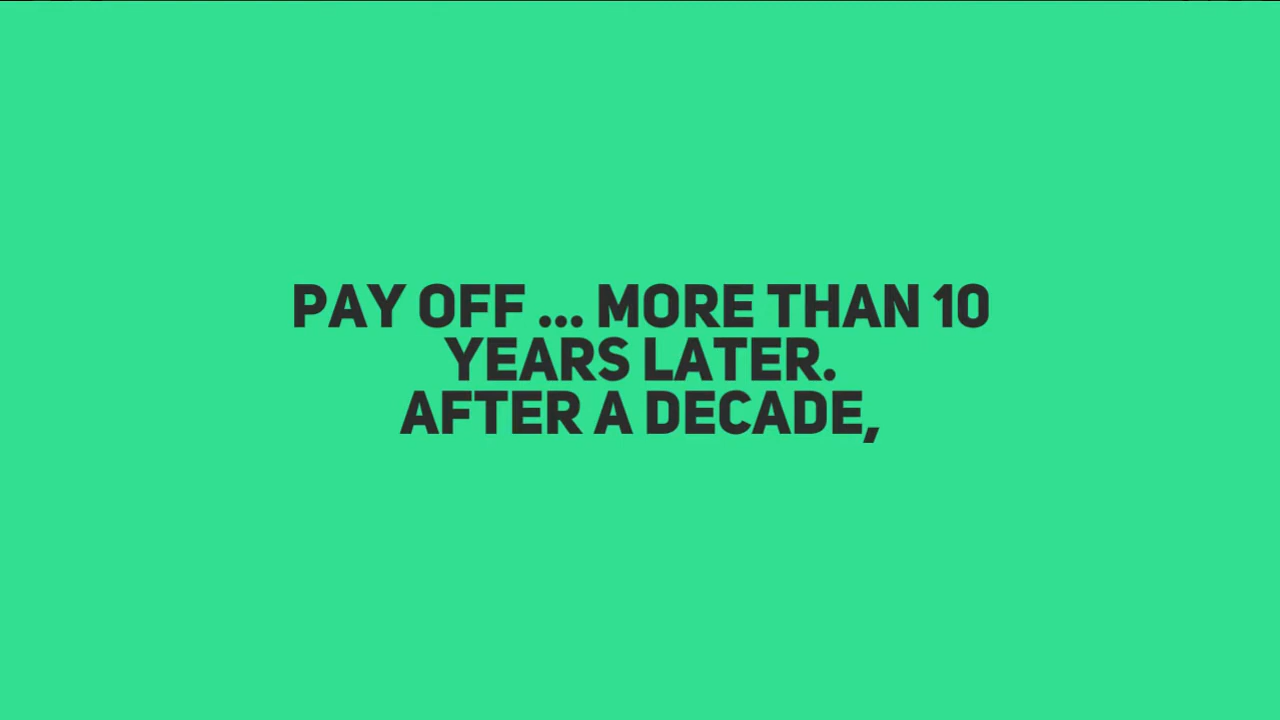 PAY OFF ... MORE THAN 10
YEARS LATER.
AFTER A DECADE,